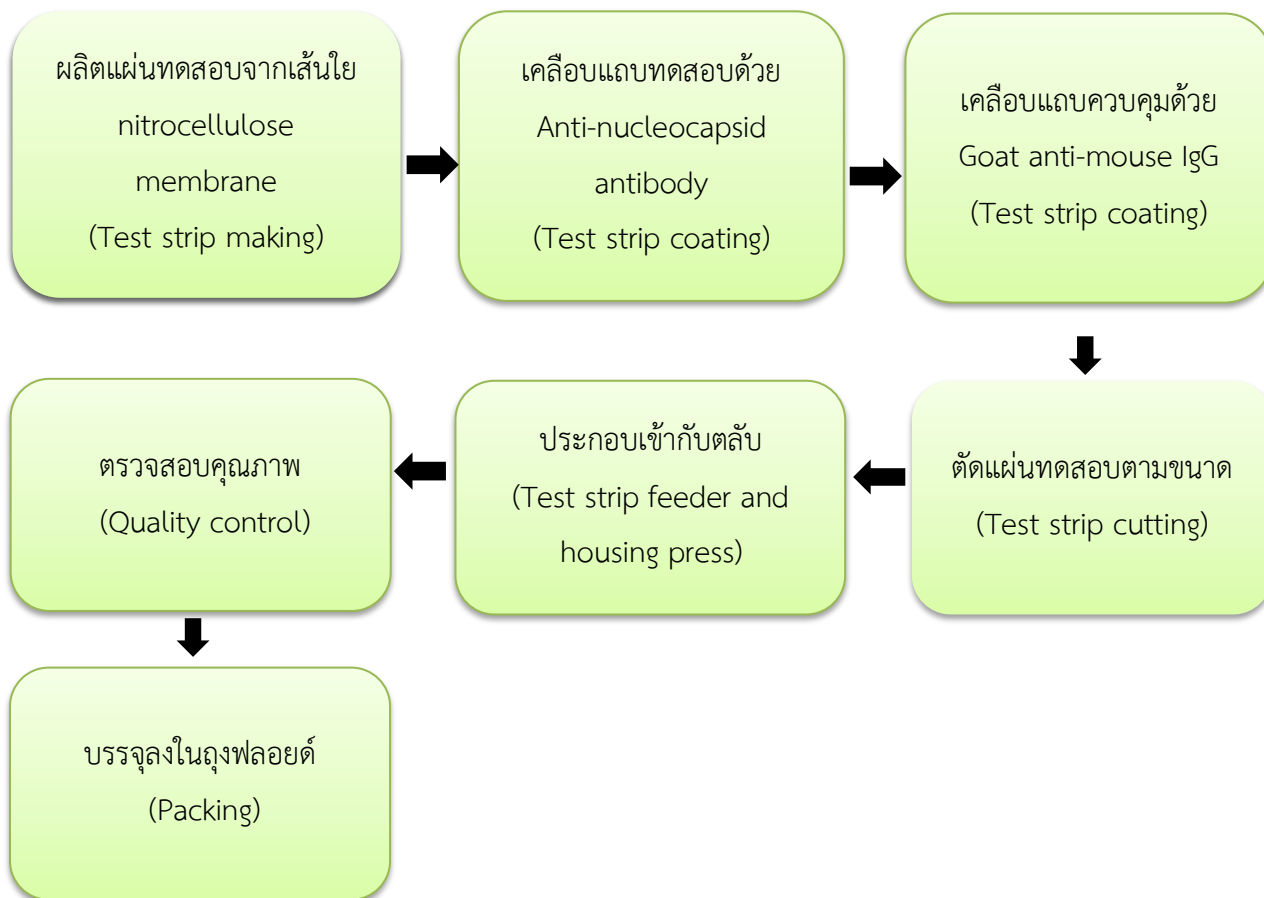 ผลิตแผ่นทดสอบจากเส้นใย
nitrocellulose
membrane
(Test strip making)
เคลือบแถบทดสอบด้วย
Anti-nucleocapsid
antibody
(Test strip coating)
เคลือบแถบควบคุมด้วย
Goat anti-mouse IgG
(Test strip coating)
ตัดแผ่นทดสอบตามขนาด
(Test strip cutting)
ประกอบเข้ากับตลับ
(Test strip feeder and
housing press)
ตรวจสอบคุณภาพ
(Quality control)
บรรจุลงในถุงฟลอยด์
(Packing)